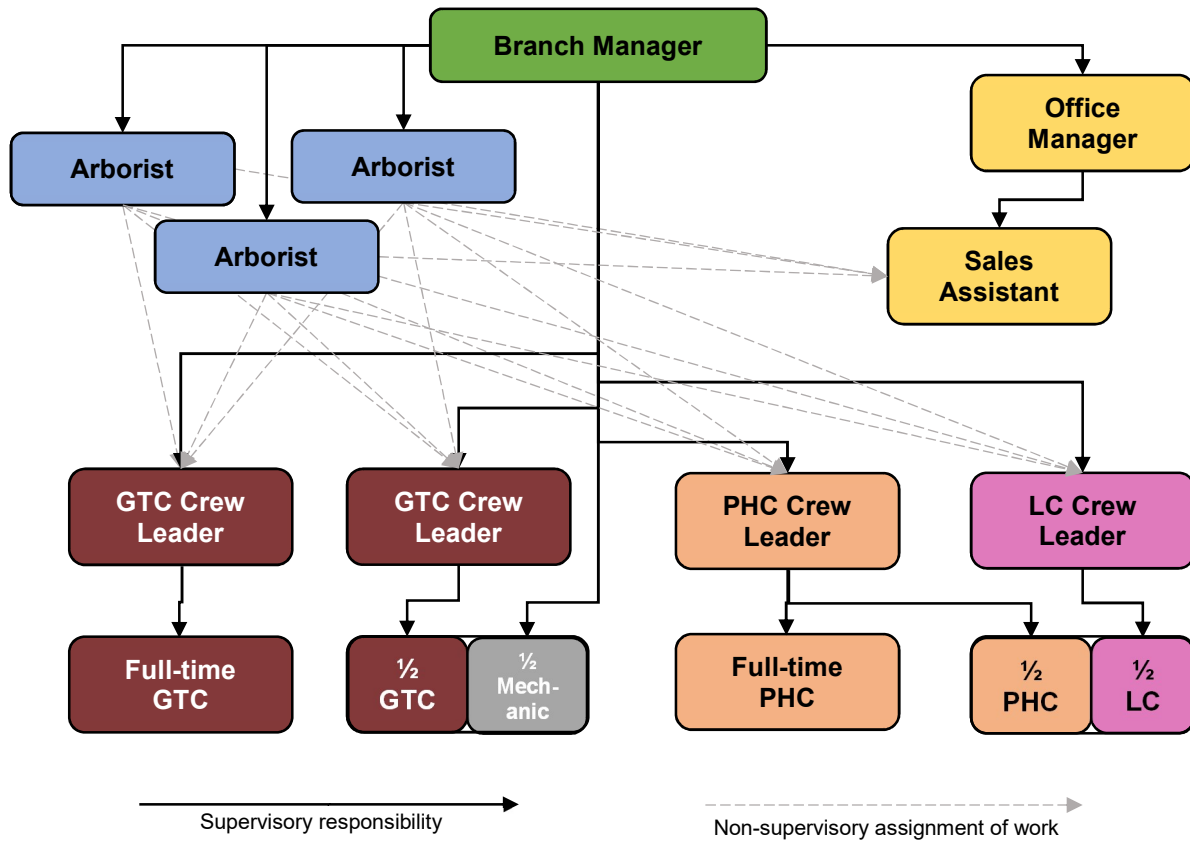 Branch Manager
Office
Manager
Arborist
Arborist
Arborist
Sales
Assistant
GTC Crew
Leader
GTC Crew
Leader
PHC Crew
Leader
LC Crew
Leader
Full-time
GTC
½
GTC
½
Mech-
anic
Full-time
PHC
½
PHC
½
LC
Supervisory responsibility
Non-supervisory assignment of work